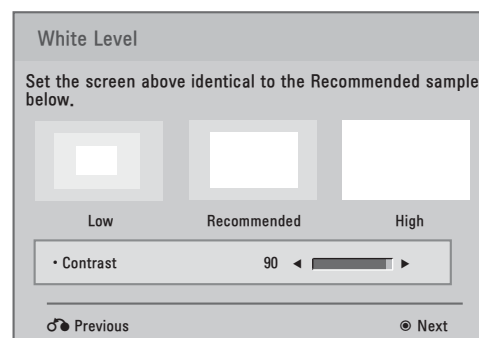 White Level
Set the screen above identical to the Recommended sample
below.
Low Recommended High
• Contrast 90 ◄ ►
Previous ◉ Next